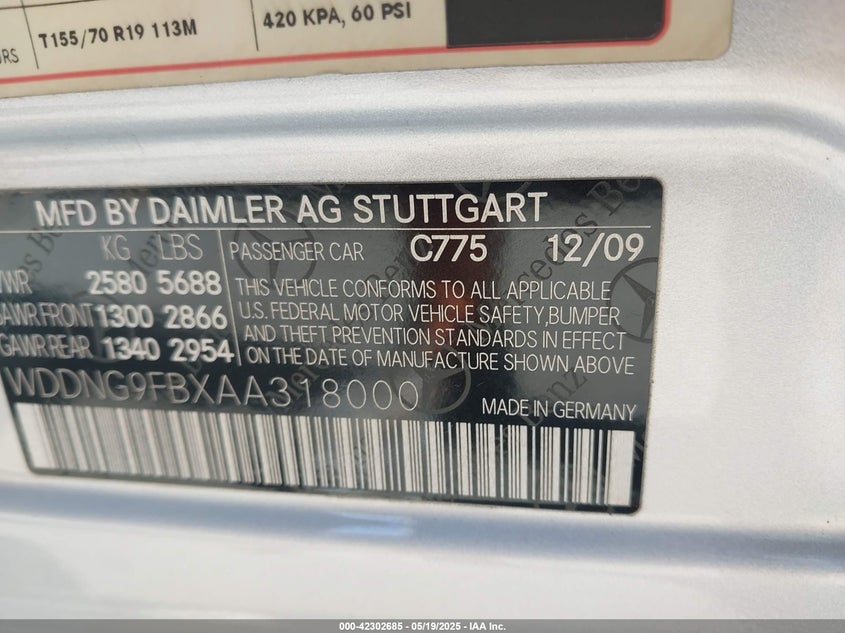 T155/70 R19 113M
420 KPA, 60 PSI
MFD BY DAIMLER AG STUTTGART
KG LBS
PASSENGER CAR C775 12/09
2580 5688
THIS VEHICLE CONFORMS TO ALL APPLICABLE
GAWR FRONT 1300 2866
U.S. FEDERAL MOTOR VEHICLE SAFETY,BUMPER
GAWR REAR 1340 2954
AND THEFT PREVENTION STANDARDS IN EFFECT
ON THE DATE OF MANUFACTURE SHOWN ABOVE
WDDNG9FBXAA318000
MADE IN GERMANY
Mercedes Benz
000-42302685 - 05/19/2025 - IAA Inc.